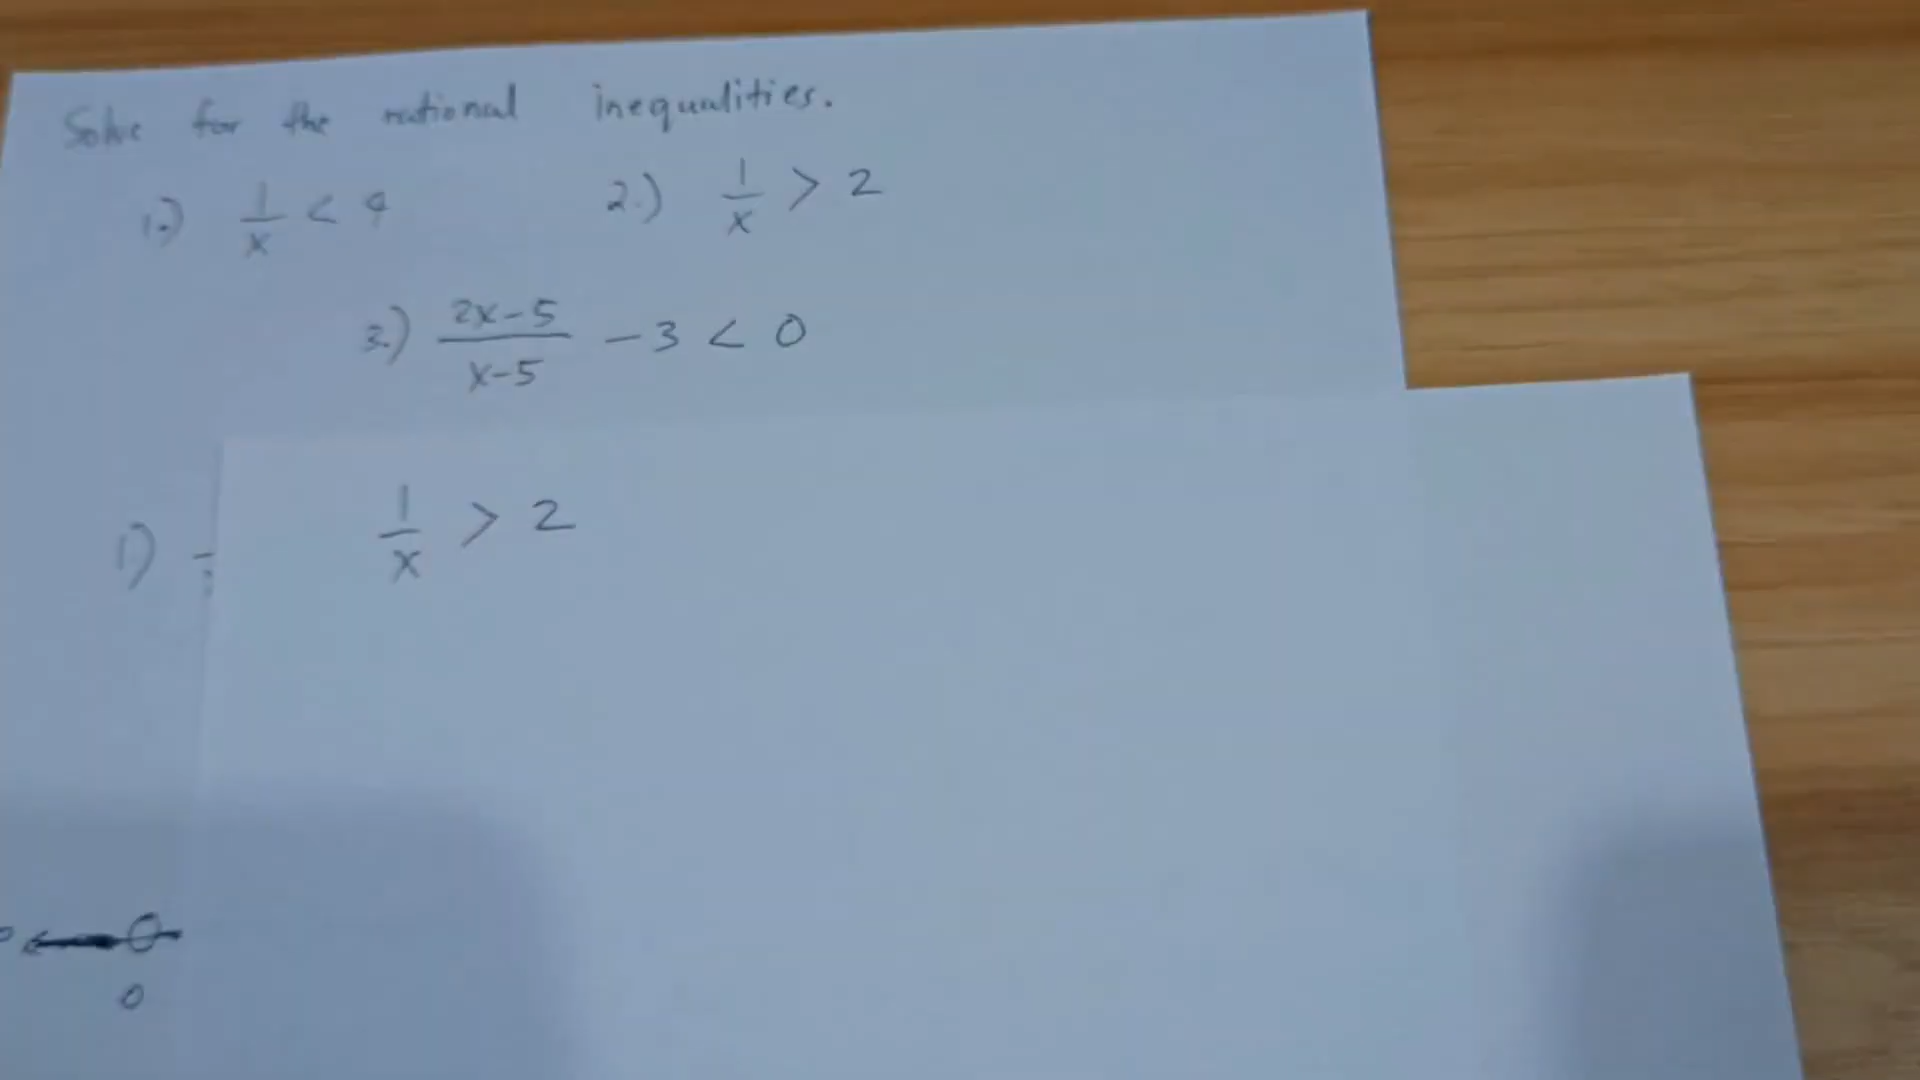 Solve for the rational inequalities.
1.) 1/x < 4 2.) 1/x > 2
3.) 2x-5/x-5 - 3 < 0
1/x > 2
1)
0